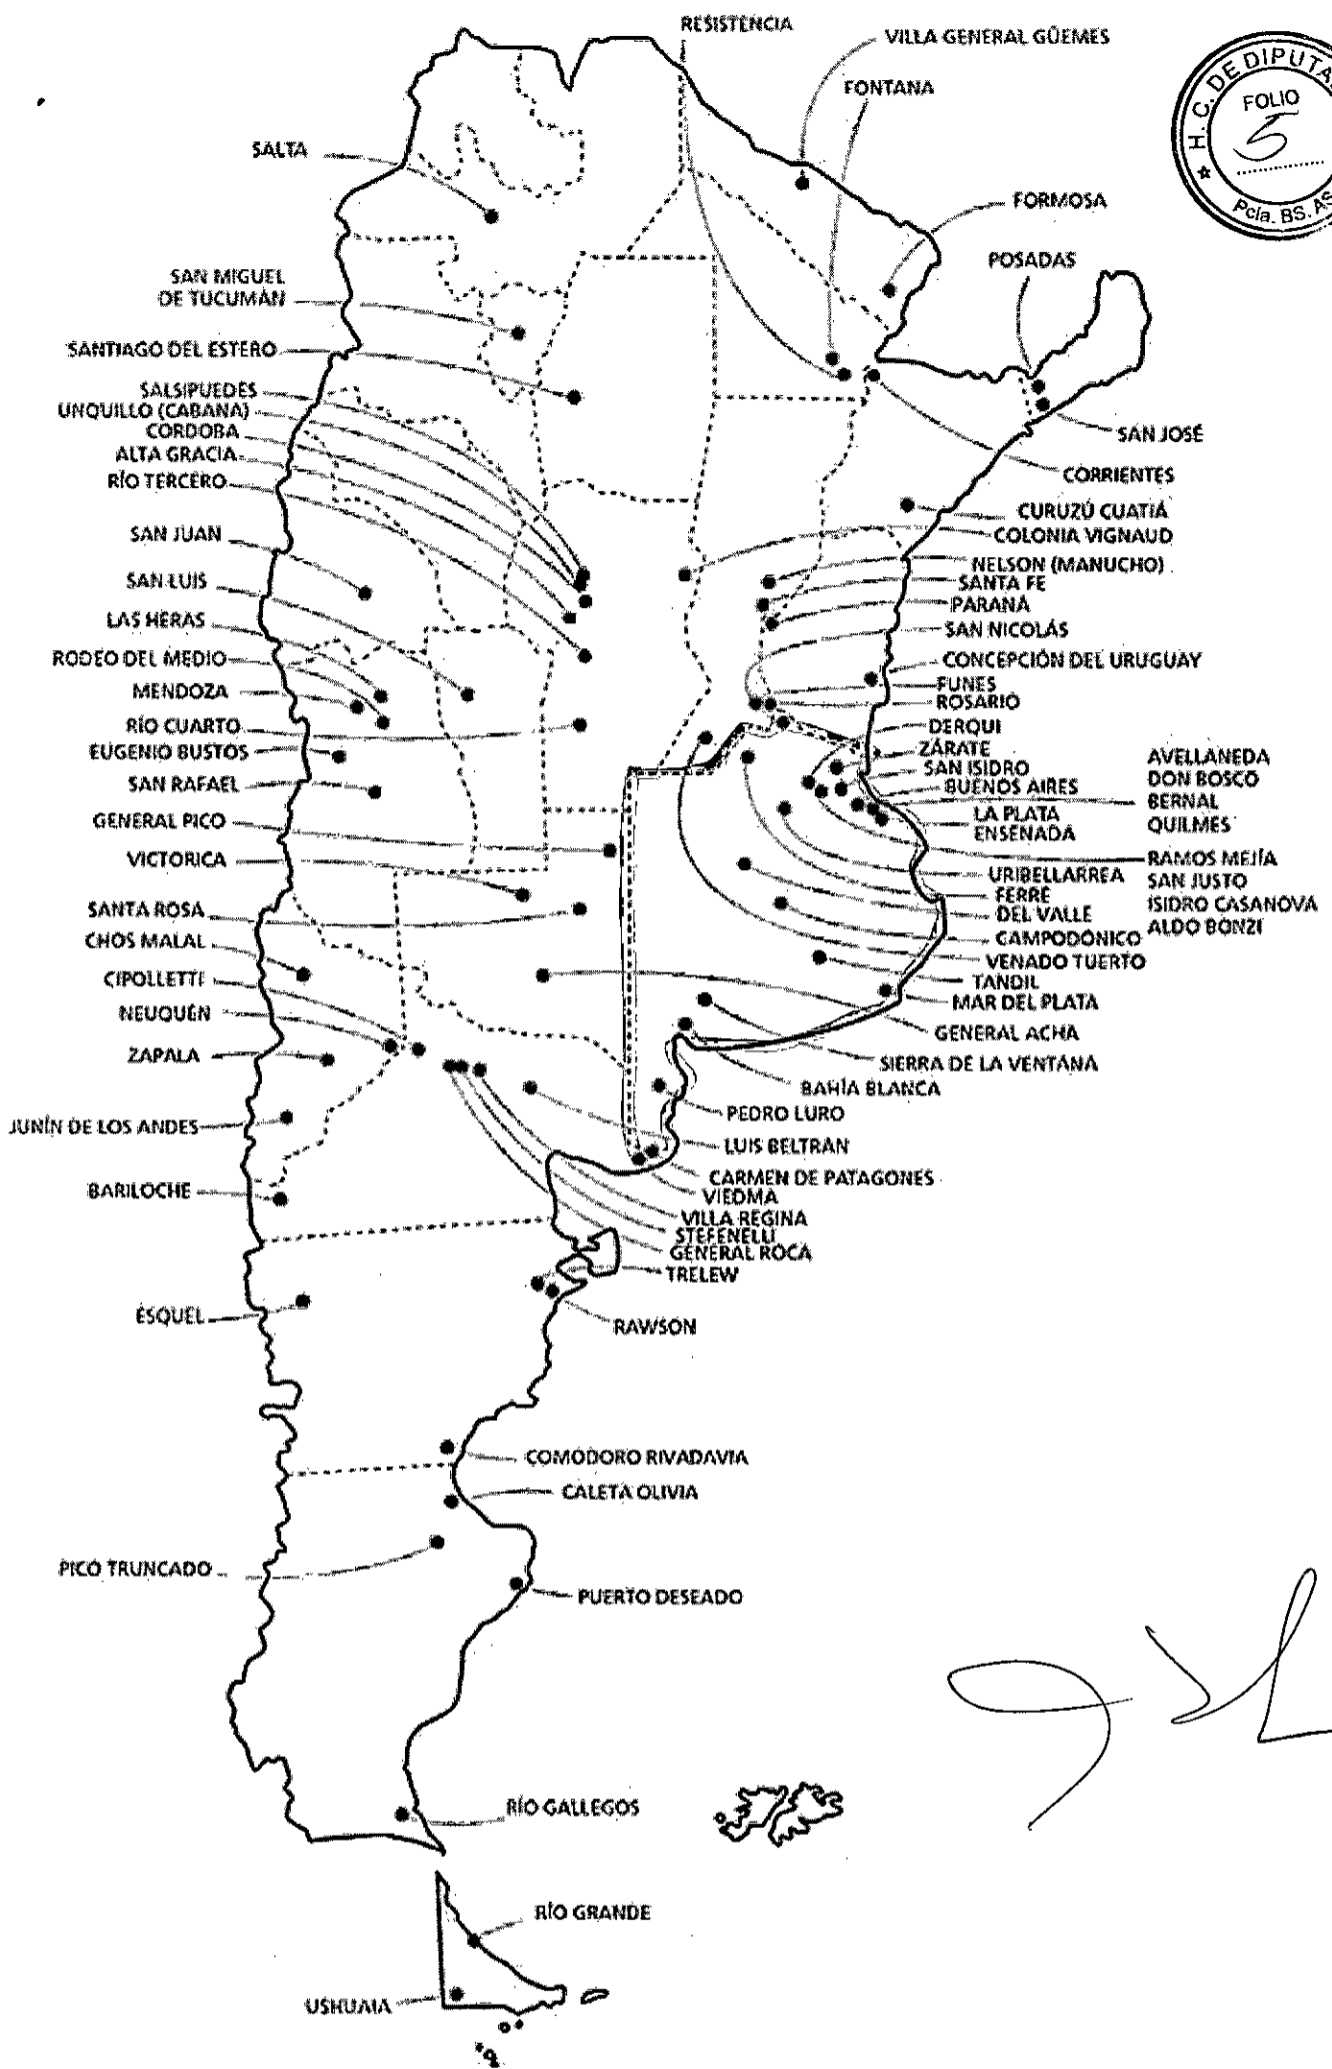 RESISTENCIA
VILLA GENERAL GÜEMES
FONTANA
H. C. DE DIPUTA
FOLIO
5
Pcia. BS. AS
SALTA
FORMOSA
POSADAS
SAN MIGUEL
DE TUCUMÁN
SANTIAGO DEL ESTERO
SALSIPUEDES
UNQUILLO (CABANA)
CÓRDOBA
ALTA GRACIA
RÍO TERCERO
SAN JUAN
SAN LUIS
LAS HERAS
RODEO DEL MEDIO
MENDOZA
RÍO CUARTO
EUGENIO BUSTOS
SAN RAFAEL
GENERAL PICO
VICTORICA
SANTA ROSA
CHOS MALAL
CIPOLLETTI
NEUQUÉN
ZAPALA
JUNÍN DE LOS ANDES
BARILOCHE
ESQUEL
PICO TRUNCADO
SAN JOSÉ
CORRIENTES
CURUZÚ CUATIÁ
COLONIA VIGNAUD
NELSON (MANUCHO)
SANTA FE
PARANÁ
SAN NICOLÁS
CONCEPCIÓN DEL URUGUAY
FUNES
ROSARIO
DERQUI
ZÁRATE
SAN ISIDRO
BUENOS AIRES
LA PLATA
ENSENADA
AVELLANEDA
DON BOSCO
BERNAL
QUILMES
RAMOS MEJÍA
SAN JUSTO
ISIDRO CASANOVA
ALDO BONZI
URIBELLARREA
FERRÉ
DEL VALLE
CAMPODÓNICO
VENADO TUERTO
TANDIL
MAR DEL PLATA
GENERAL ACHA
SIERRA DE LA VENTANA
BAHÍA BLANCA
PEDRO LURO
LUIS BELTRÁN
CARMEN DE PATAGONES
VIEDMA
VILLA REGINA
STEFENELLI
GENERAL ROCA
TRELEW
RAWSON
COMODORO RIVADAVIA
CALETA OLIVIA
PUERTO DESEADO
RÍO GALLEGOS
RÍO GRANDE
USHUAIA